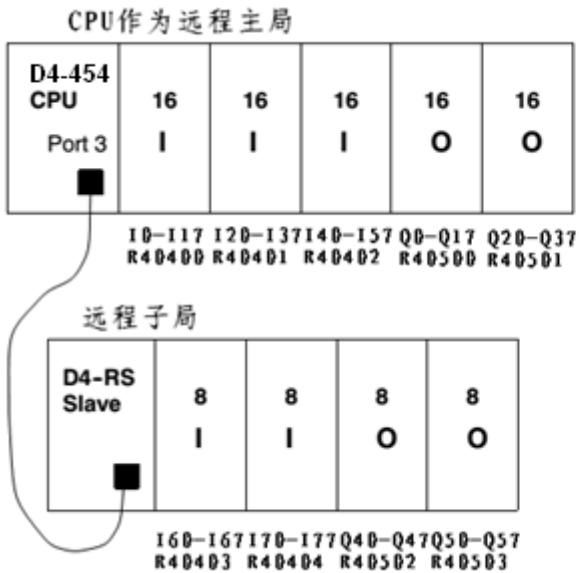 CPU作为远程主局
D4-454
CPU
16 16 16 16 16
Port 3 I I I O O
I0-I17 I20-I37 I40-I57 Q0-Q17 Q20-Q37
R40400 R40401 R40402 R40500 R40501
远程子局
D4-RS
Slave
8 8 8 8
I I O O
I60-I67 I70-I77 Q40-Q47 Q50-Q57
R40403 R40404 R40502 R40503